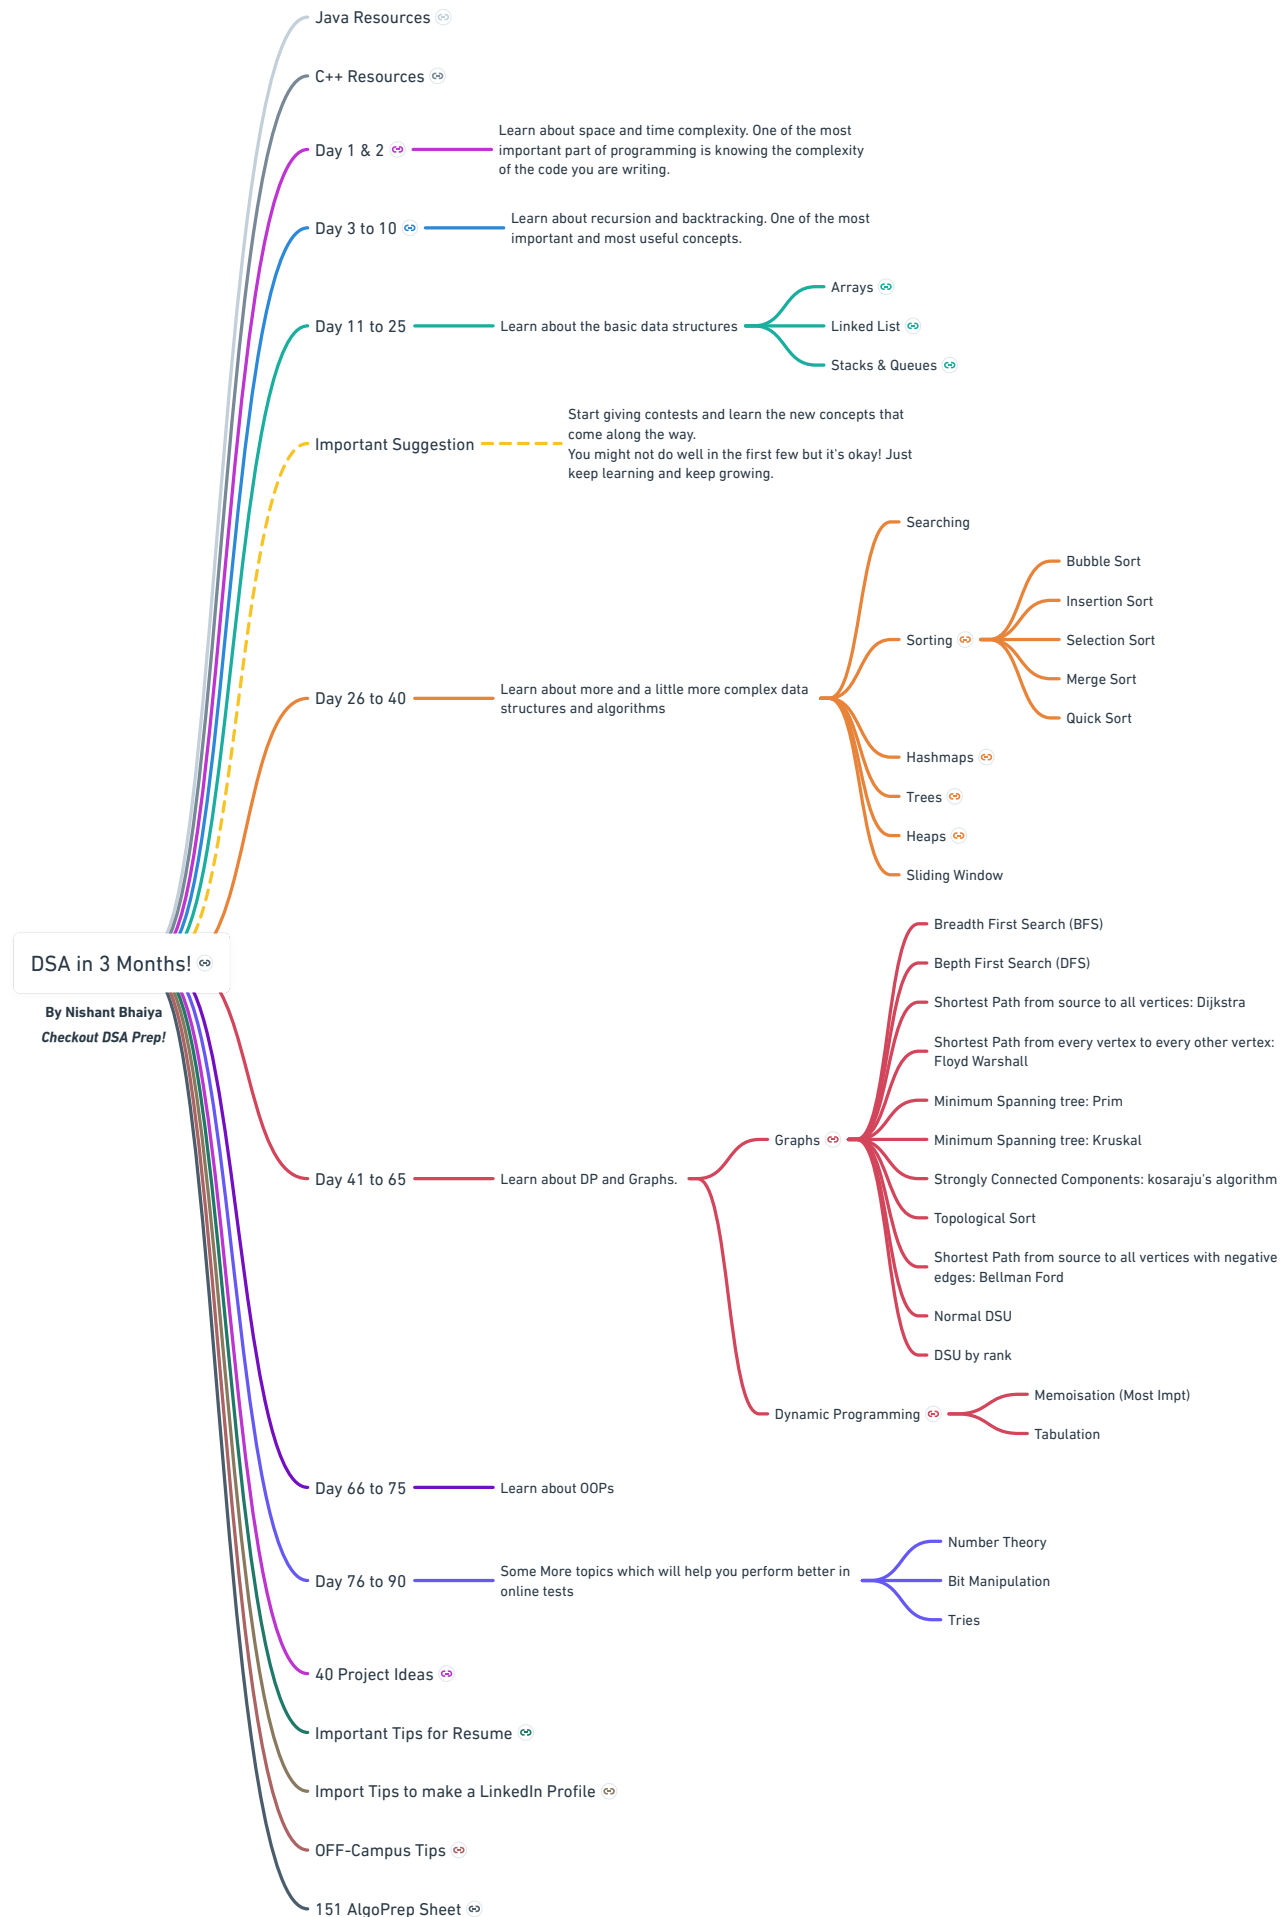 Java Resources
C++ Resources
Day 1 & 2
Learn about space and time complexity. One of the most
important part of programming is knowing the complexity
of the code you are writing.
Day 3 to 10
Learn about recursion and backtracking. One of the most
important and most useful concepts.
Day 11 to 25
Learn about the basic data structures
Arrays
Linked List
Stacks & Queues
Important Suggestion
Start giving contests and learn the new concepts that
come along the way.
You might not do well in the first few but it's okay! Just
keep learning and keep growing.
Day 26 to 40
Learn about more and a little more complex data
structures and algorithms
Searching
Sorting
Bubble Sort
Insertion Sort
Selection Sort
Merge Sort
Quick Sort
Hashmaps
Trees
Heaps
Sliding Window
DSA in 3 Months!
By Nishant Bhaiya
Checkout DSA Prep!
Day 41 to 65
Learn about DP and Graphs.
Graphs
Breadth First Search (BFS)
Bepth First Search (DFS)
Shortest Path from source to all vertices: Dijkstra
Shortest Path from every vertex to every other vertex:
Floyd Warshall
Minimum Spanning tree: Prim
Minimum Spanning tree: Kruskal
Strongly Connected Components: kosaraju's algorithm
Topological Sort
Shortest Path from source to all vertices with negative
edges: Bellman Ford
Normal DSU
DSU by rank
Dynamic Programming
Memoisation (Most Impt)
Tabulation
Day 66 to 75
Learn about OOPs
Day 76 to 90
Some More topics which will help you perform better in
online tests
Number Theory
Bit Manipulation
Tries
40 Project Ideas
Important Tips for Resume
Import Tips to make a LinkedIn Profile
OFF-Campus Tips
151 AlgoPrep Sheet